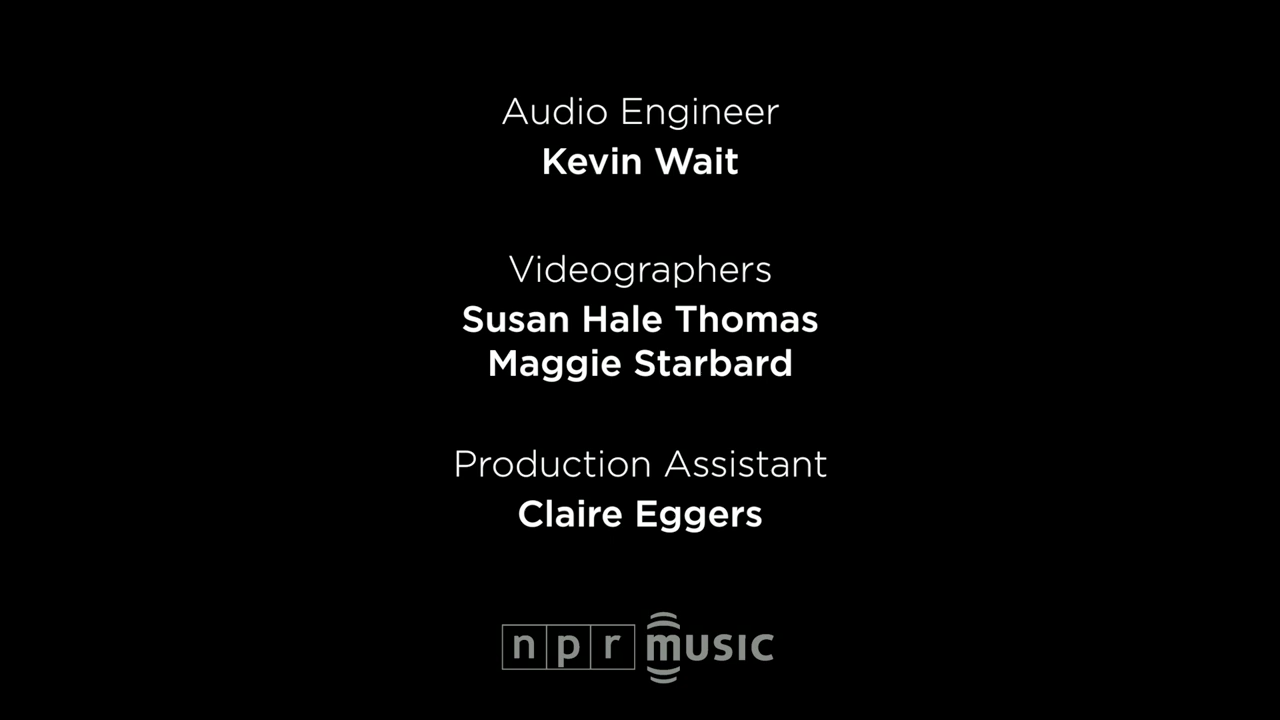 Audio Engineer
Kevin Wait
Videographers
Susan Hale Thomas
Maggie Starbard
Production Assistant
Claire Eggers
npr music